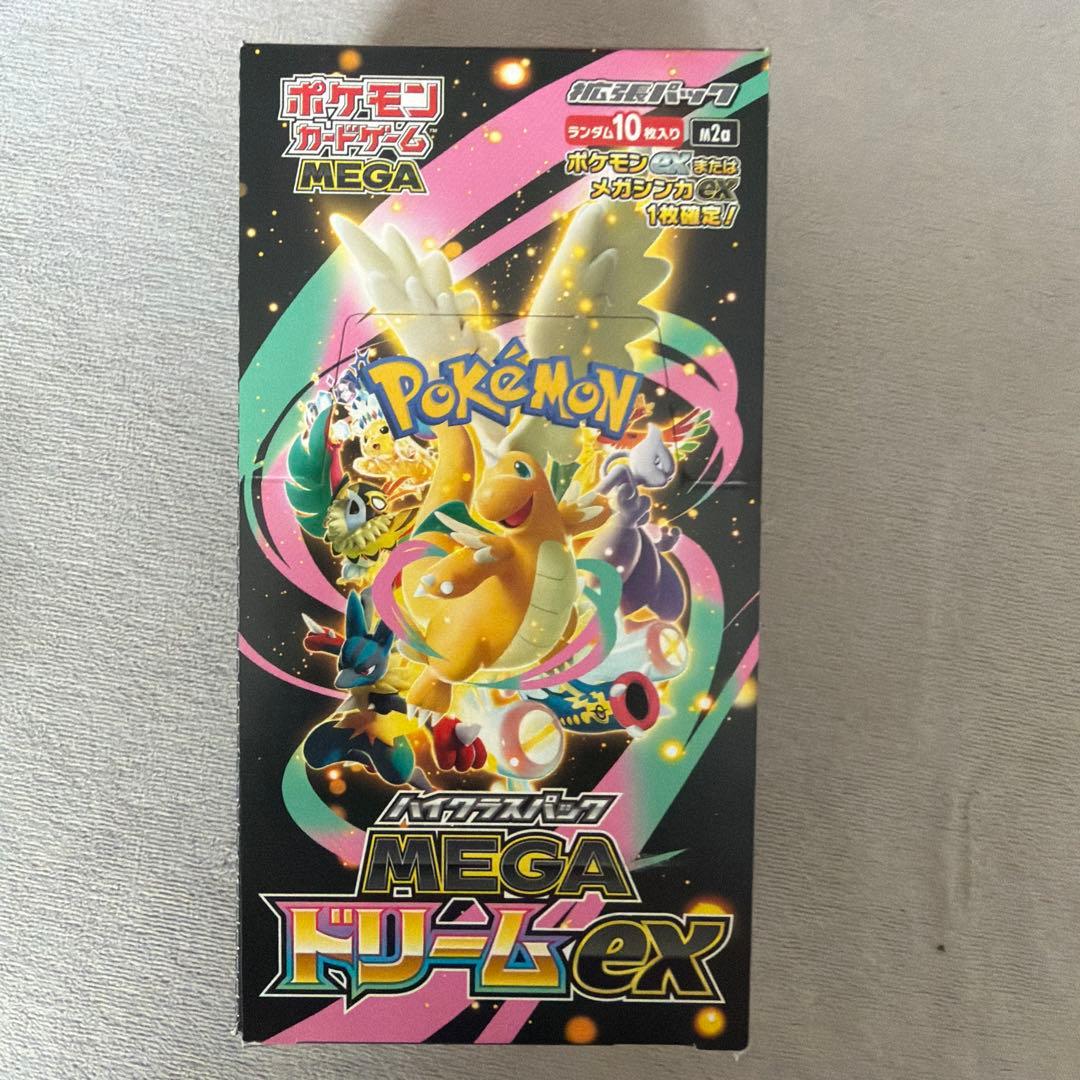 ポケモン
カードゲーム™
MEGA
拡張パック
ランダム10枚入り M2a
ポケモンexまたは
メガシンカex
1枚確定!
POKéMON
ハイクラスパック
MEGA
ドリームex